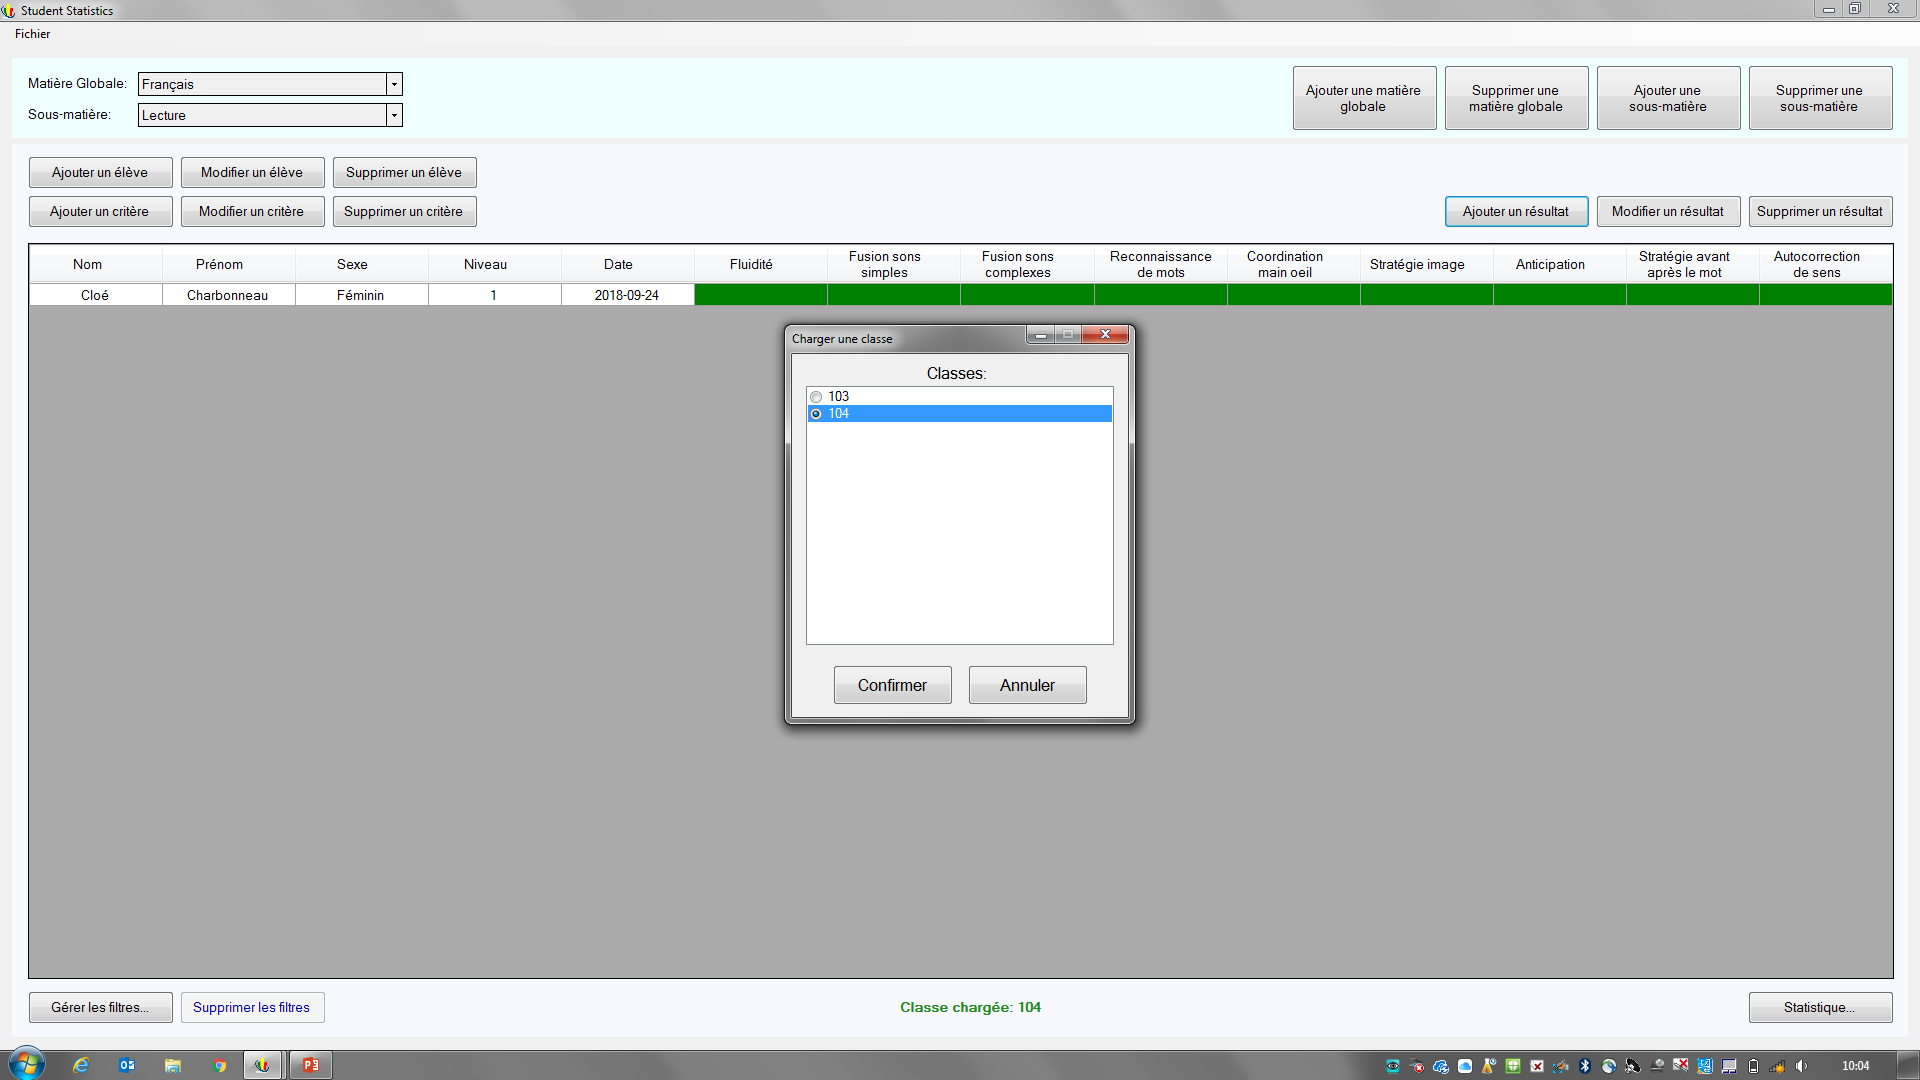 Student Statistics
Fichier
Matière Globale: Français
Sous-matière: Lecture
Ajouter une matière
globale
Supprimer une
matière globale
Ajouter une
sous-matière
Supprimer une
sous-matière
Ajouter un élève Modifier un élève Supprimer un élève
Ajouter un critère Modifier un critère Supprimer un critère
Ajouter un résultat Modifier un résultat Supprimer un résultat
Nom Prénom Sexe Niveau Date Fluidité
Fusion sons
simples
Fusion sons
complexes
Reconnaissance
de mots
Coordination
main oeil
Stratégie image Anticipation
Stratégie avant
après le mot
Autocorrection
de sens
Cloé Charbonneau Féminin 1 2018-09-24
Charger une classe
Classes:
103
104
Confirmer Annuler
Gérer les filtres... Supprimer les filtres Classe chargée: 104 Statistique...
10:04